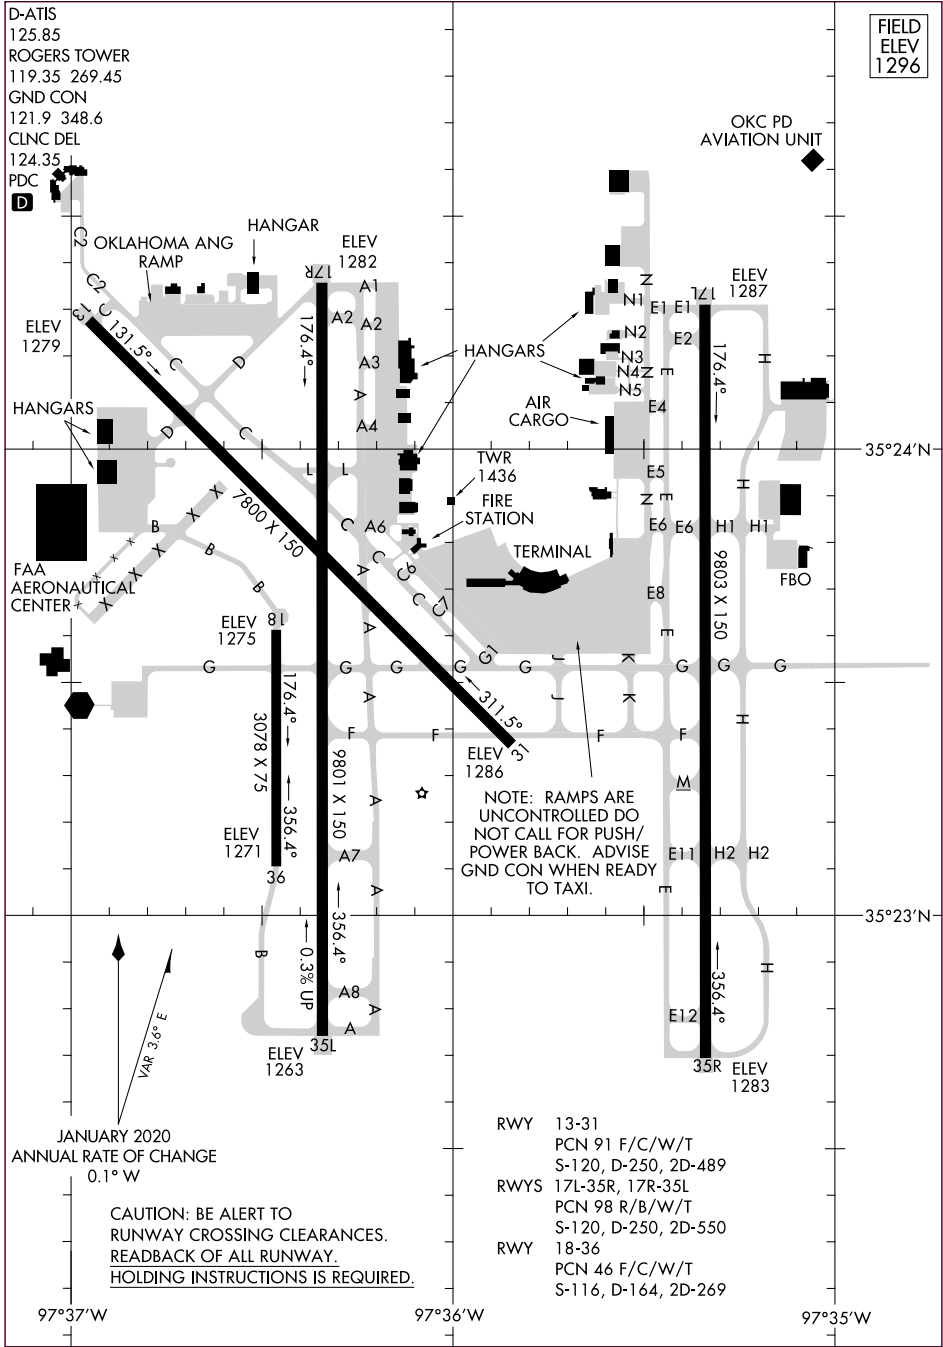 D-ATIS
125.85
ROGERS TOWER
119.35 269.45
GND CON
121.9 348.6
CLNC DEL
124.35
PDC
D
FIELD
ELEV
1296
OKC PD
AVIATION UNIT
C2
C2
C
OKLAHOMA ANG
RAMP
HANGAR
ELEV
1282
17R
A1
A2
A2
A3
A
A4
13
ELEV
1279
131.5°
176.4°
C
D
D
C
HANGARS
HANGARS
AIR
CARGO
N
N1
N2
N3
N4
N
N5
E1
E1
E2
E
E4
17L
ELEV
1287
176.4°
H
35°24'N
L
L
TWR
1436
FIRE
STATION
TERMINAL
E5
N
E
E6
E6
H1
H1
H
E8
E
7800 X 150
9803 X 150
FBO
C
A6
C
C6
C
C7
A
A
G1
X
X
X
X
X
X
X
X
X
B
B
B
FAA
AERONAUTICAL
CENTER
ELEV
1275
18
G
G
G
G
G
J
K
G
G
G
J
K
H
176.4°
3078 X 75
356.4°
A
311.5°
31
ELEV
1286
F
F
F
F
M
9801 X 150
A
A7
A
ELEV
1271
36
NOTE: RAMPS ARE
UNCONTROLLED DO
NOT CALL FOR PUSH/
POWER BACK. ADVISE
GND CON WHEN READY
TO TAXI.
E11
H2
H2
E
35°23'N
B
0.3% UP
356.4°
A8
A
A
35L
ELEV
1263
E12
356.4°
H
35R
ELEV
1283
VAR 3.6° E
JANUARY 2020
ANNUAL RATE OF CHANGE
0.1° W
CAUTION: BE ALERT TO
RUNWAY CROSSING CLEARANCES.
READBACK OF ALL RUNWAY.
HOLDING INSTRUCTIONS IS REQUIRED.
RWY 13-31
PCN 91 F/C/W/T
S-120, D-250, 2D-489
RWYS 17L-35R, 17R-35L
PCN 98 R/B/W/T
S-120, D-250, 2D-550
RWY 18-36
PCN 46 F/C/W/T
S-116, D-164, 2D-269
97°37'W
97°36'W
97°35'W